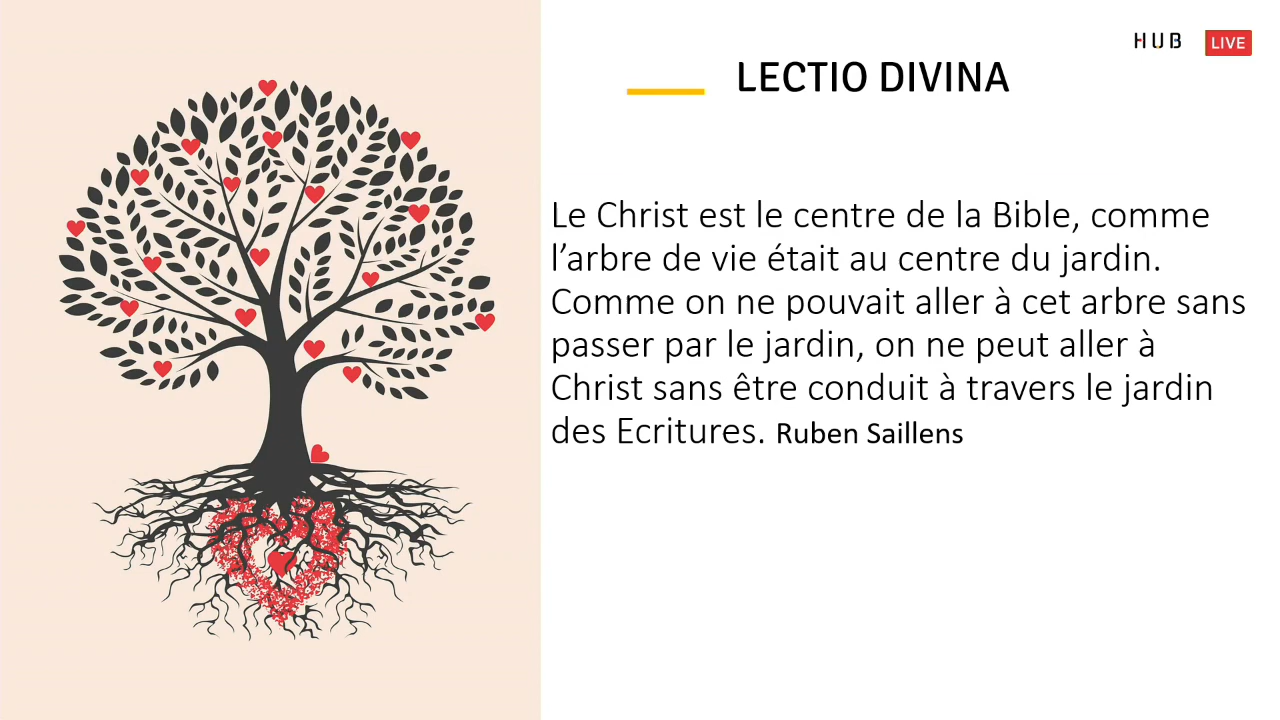 HUB LIVE
LECTIO DIVINA
Le Christ est le centre de la Bible, comme
l’arbre de vie était au centre du jardin.
Comme on ne pouvait aller à cet arbre sans
passer par le jardin, on ne peut aller à
Christ sans être conduit à travers le jardin
des Ecritures. Ruben Saillens